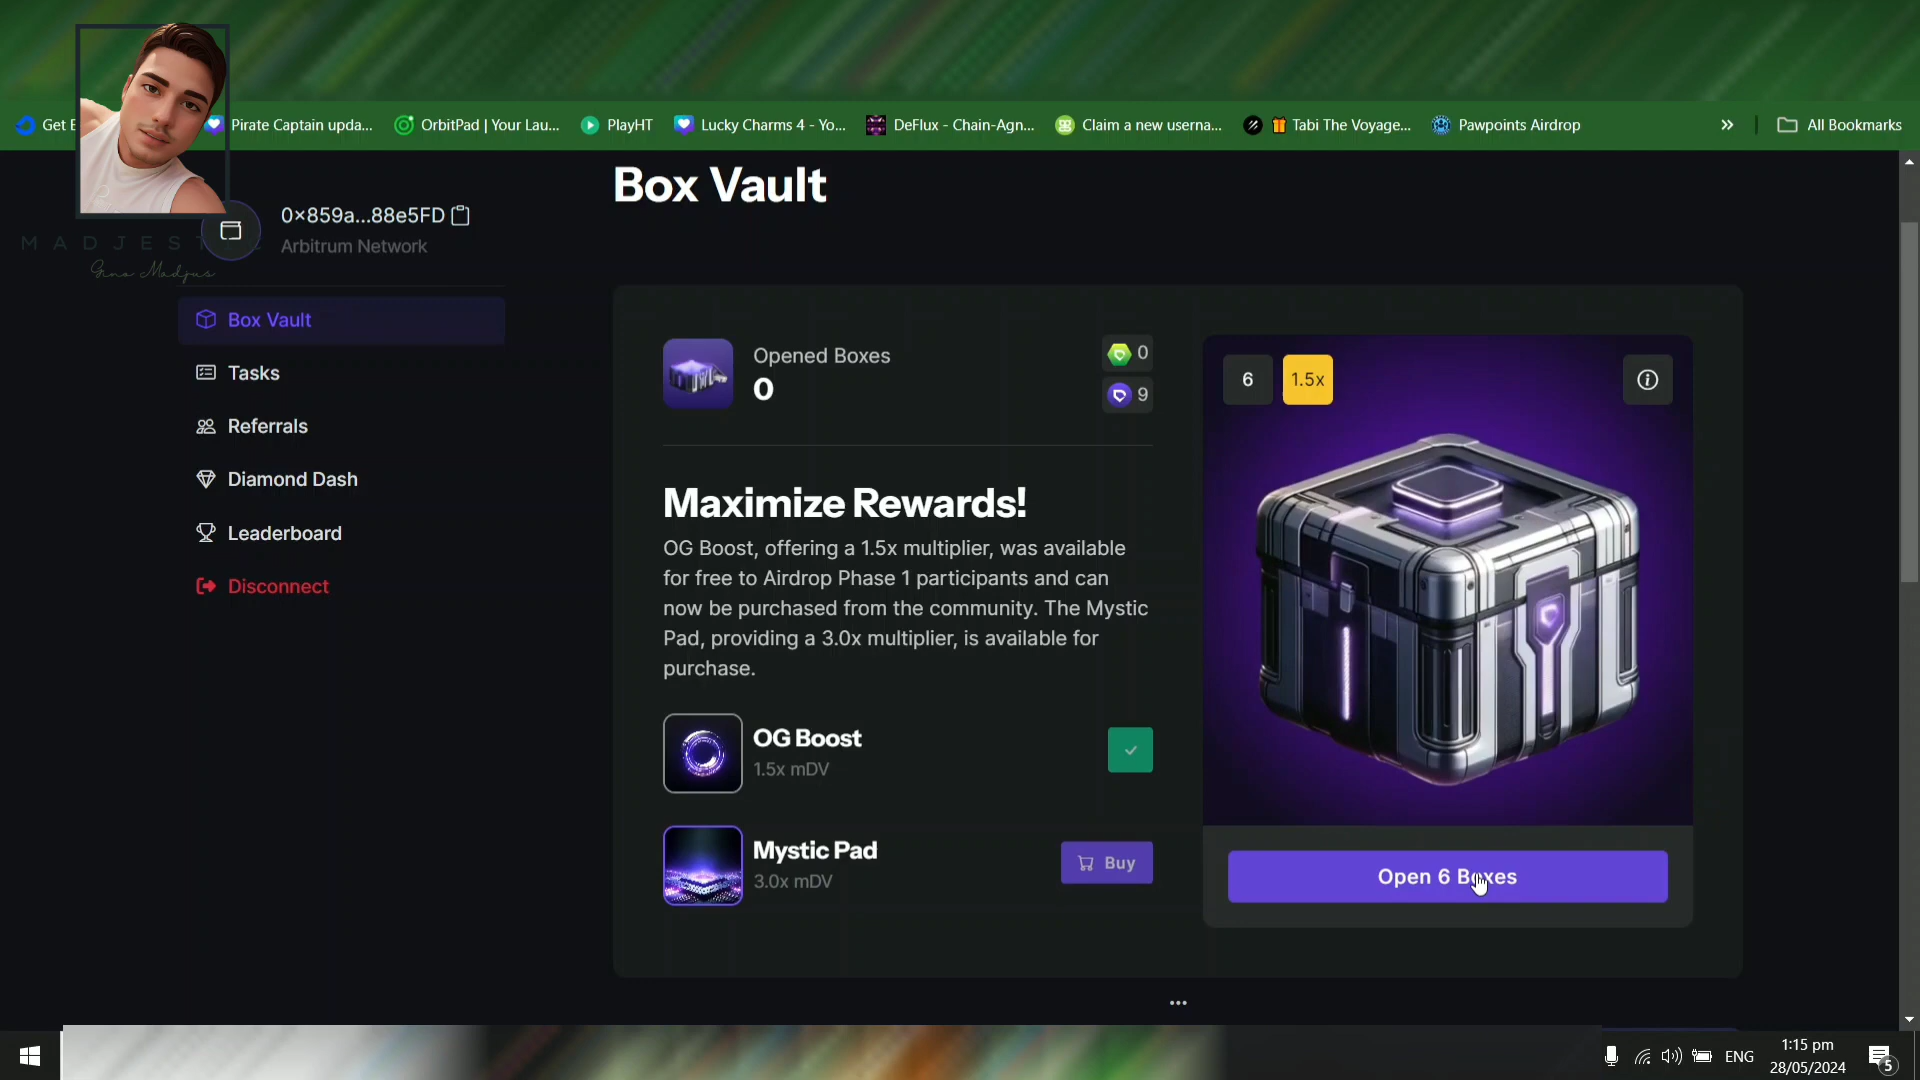 Get
Pirate Captain upda...
OrbitPad | Your Lau...
PlayHT
Lucky Charms 4 - Yo...
DeFlux - Chain-Agn...
Claim a new userna...
Tabi The Voyage...
Pawpoints Airdrop
»
All Bookmarks
Box Vault
0×859a...88e5FD
Arbitrum Network
MADJEST
Gno Madjus
Box Vault
Tasks
Referrals
Diamond Dash
Leaderboard
Disconnect
Opened Boxes
0
0
9
Maximize Rewards!
OG Boost, offering a 1.5x multiplier, was available
for free to Airdrop Phase 1 participants and can
now be purchased from the community. The Mystic
Pad, providing a 3.0x multiplier, is available for
purchase.
OG Boost
1.5x mDV
Mystic Pad
3.0x mDV
Buy
6
1.5x
Open 6 Boxes
...
ENG
1:15 pm
28/05/2024
5